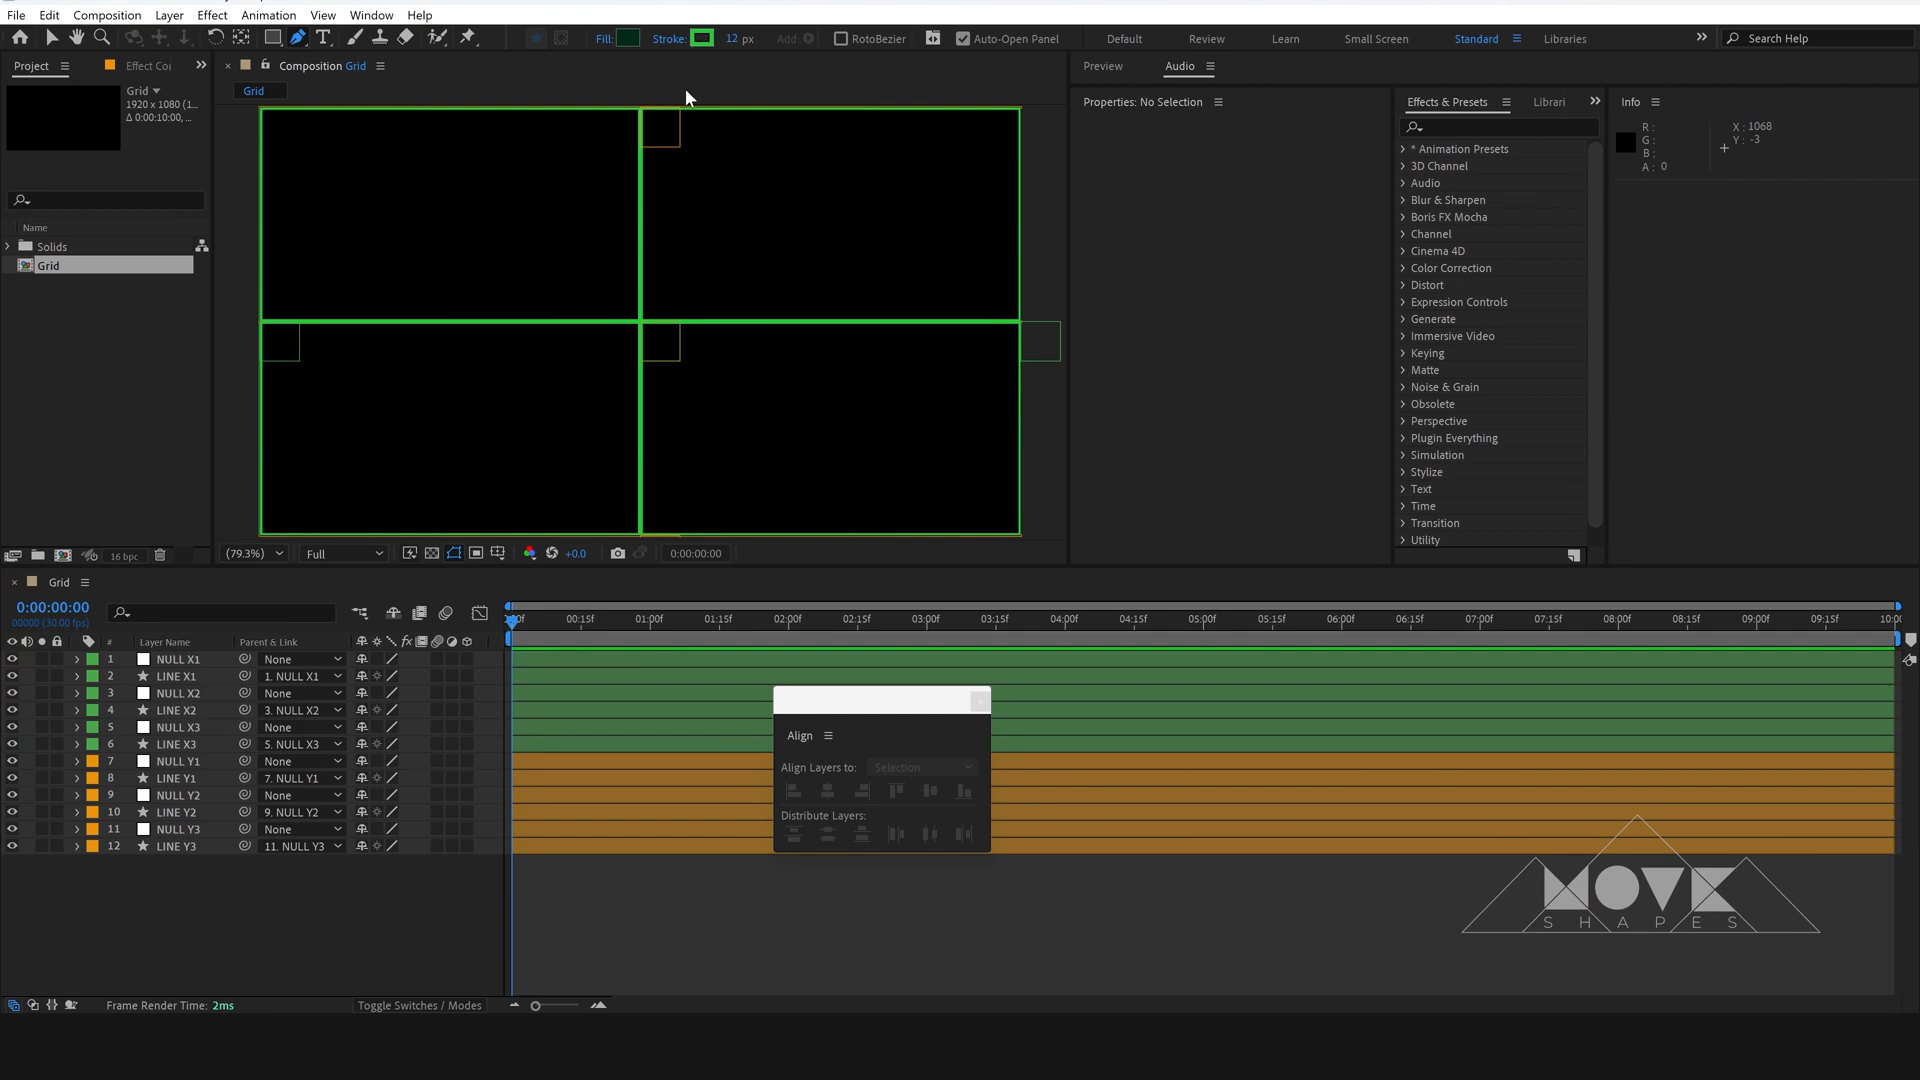 File Edit Composition Layer Effect Animation View Window Help
Fill: Stroke: 12 px Add: RotoBezier Auto-Open Panel Default Review Learn Small Screen Standard Libraries Search Help
Project Effect Coi Composition Grid Preview Audio
Grid 1920 x 1080 (1... Δ 0:00:10:00, ...
Grid
Properties: No Selection
Effects & Presets Librari
Info
R: X: 1068
G: Y: -3
B:
A: 0
Name
Solids
Grid
* Animation Presets
3D Channel
Audio
Blur & Sharpen
Boris FX Mocha
Channel
Cinema 4D
Color Correction
Distort
Expression Controls
Generate
Immersive Video
Keying
Matte
Noise & Grain
Obsolete
Perspective
Plugin Everything
Simulation
Stylize
Text
Time
Transition
Utility
16 bpc (79.3%) Full +0.0 0:00:00:00
Grid
0:00:00:00
00000 (30.00 fps)
00:15f 01:00f 01:15f 02:00f 02:15f 03:00f 03:15f 04:00f 04:15f 05:00f 05:15f 06:00f 06:15f 07:00f 07:15f 08:00f 08:15f 09:00f 09:15f 10:00
# Layer Name Parent & Link fx
1 NULL X1 None
2 LINE X1 1. NULL X1
3 NULL X2 None
4 LINE X2 3. NULL X2
5 NULL X3 None
6 LINE X3 5. NULL X3
7 NULL Y1 None
8 LINE Y1 7. NULL Y1
9 NULL Y2 None
10 LINE Y2 9. NULL Y2
11 NULL Y3 None
12 LINE Y3 11. NULL Y3
Align
Align Layers to: Selection
Distribute Layers:
MOVE
SHAPES
Frame Render Time: 2ms Toggle Switches / Modes